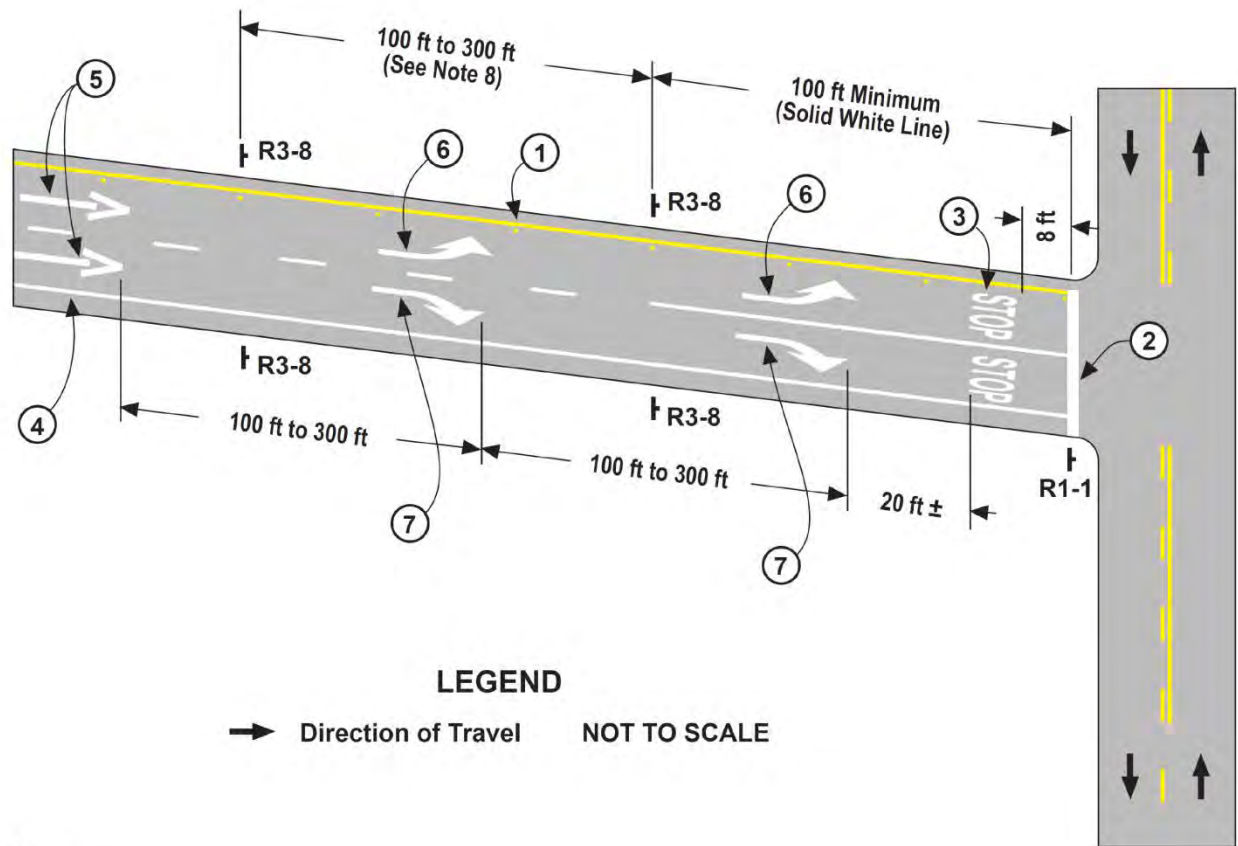 100 ft to 300 ft
(See Note 8)
100 ft Minimum
(Solid White Line)
5
R3-8
6
1
R3-8
6
3
8 ft
STOP
STOP
2
4
R3-8
100 ft to 300 ft
R3-8
100 ft to 300 ft
20 ft ±
R1-1
7
7
LEGEND
Direction of Travel NOT TO SCALE